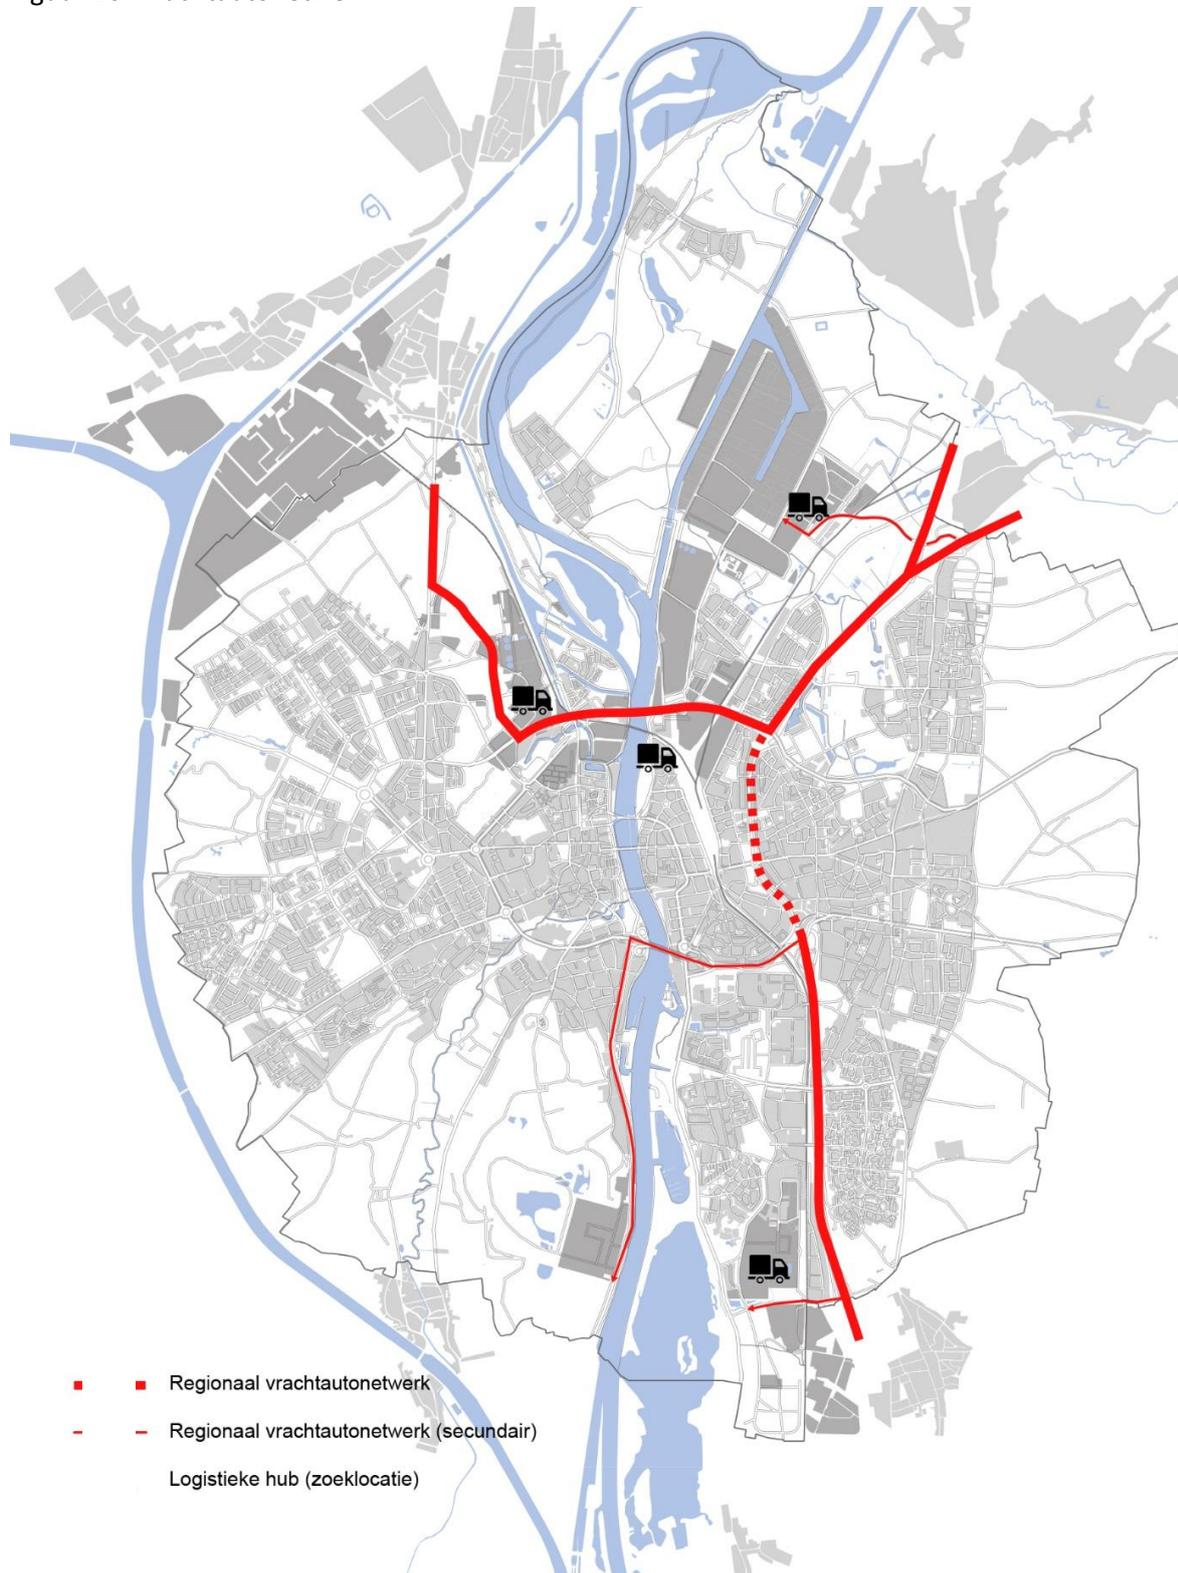 Regionaal vrachtautonetwerk
Regionaal vrachtautonetwerk (secundair)
Logistieke hub (zoeklocatie)